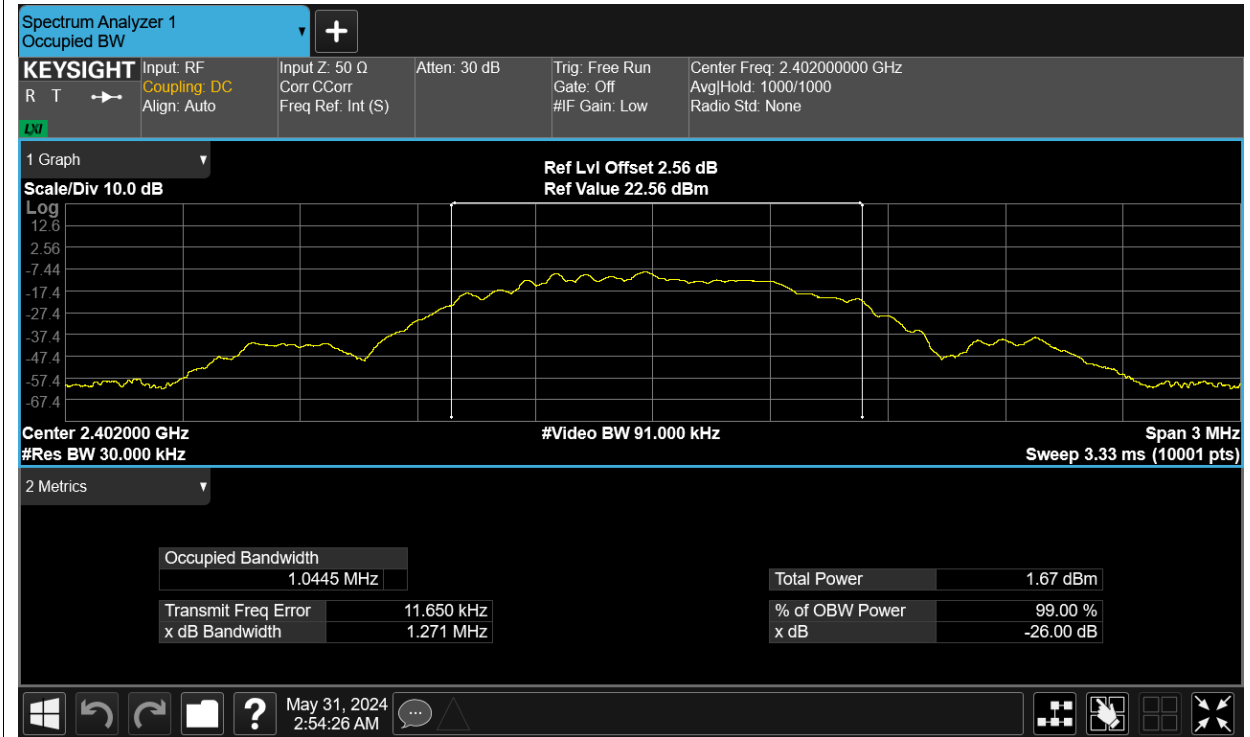 Spectrum Analyzer 1
Occupied BW
KEYSIGHT
R T
LXI
Input: RF
Coupling: DC
Align: Auto
Input Z: 50 Ω
Corr CCorr
Freq Ref: Int (S)
Atten: 30 dB
Trig: Free Run
Gate: Off
#IF Gain: Low
Center Freq: 2.402000000 GHz
Avg|Hold: 1000/1000
Radio Std: None
1 Graph
Scale/Div 10.0 dB
Ref Lvl Offset 2.56 dB
Ref Value 22.56 dBm
Log
12.6
2.56
-7.44
-17.4
-27.4
-37.4
-47.4
-57.4
-67.4
Center 2.402000 GHz
#Video BW 91.000 kHz
Span 3 MHz
#Res BW 30.000 kHz
Sweep 3.33 ms (10001 pts)
2 Metrics
Occupied Bandwidth
1.0445 MHz
Total Power 1.67 dBm
Transmit Freq Error 11.650 kHz
% of OBW Power 99.00 %
x dB Bandwidth 1.271 MHz
x dB -26.00 dB
?
May 31, 2024
2:54:26 AM